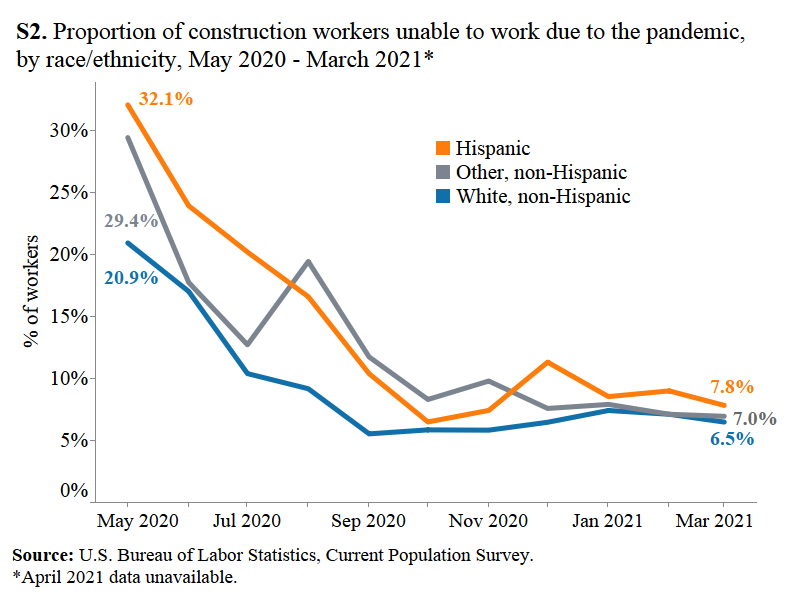 S2. Proportion of construction workers unable to work due to the pandemic,
by race/ethnicity, May 2020 - March 2021*
32.1%
30%
Hispanic
Other, non-Hispanic
White, non-Hispanic
25%
29.4%
20%
20.9%
% of workers
15%
10%
7.8%
7.0%
6.5%
5%
0%
May 2020
Jul 2020
Sep 2020
Nov 2020
Jan 2021
Mar 2021
Source: U.S. Bureau of Labor Statistics, Current Population Survey.
*April 2021 data unavailable.